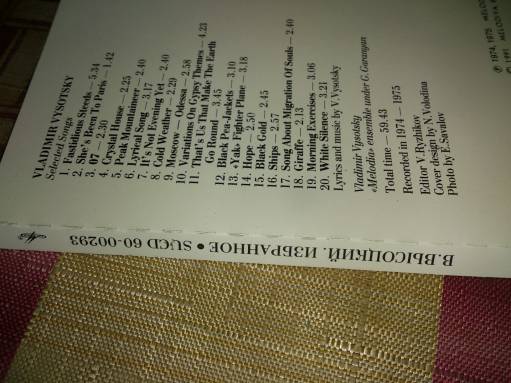 VLADIMIR VYSOTSKY
Selected Songs
1. Fastidious Steeds — 5.34
2. She's Been To Paris — 1.42
3. 07 — 2.30
4. Crystal House — 2.25
5. Peak Mountaineer — 2.40
6. Lyrical Song — 3.17
7. It's Not Evening Yet — 2.40
8. Cold Weather — 2.29
9. Moscow — Odessa — 2.58
10. Variations On Gypsy Themes — 4.23
11. That's Us That Make The Earth
Go Round — 3.45
12. Black Pea-Jackets — 3.10
13. «Yak» Fighter Plane — 3.18
14. Hope — 2.50
15. Black Gold — 2.45
16. Ships — 2.57
17. Song About Migration Of Souls — 2.40
18. Giraffe — 2.13
19. Morning Exercises — 3.06
20. White Silence — 3.21
Lyrics and music by V.Vysotsky
Vladimir Vysotsky
«Melodia» ensemble under G.Garanyan
Total time — 59.43
Recorded in 1974 — 1975
Editor V.Ryzhikov
Cover design by N.Volodina
Photo by E.Savalov
℗ 1974, 1975 MELO
© 1991 MELODIYA
В.ВЫСОЦКИЙ. ИЗБРАННОЕ • SUCD 60-00293